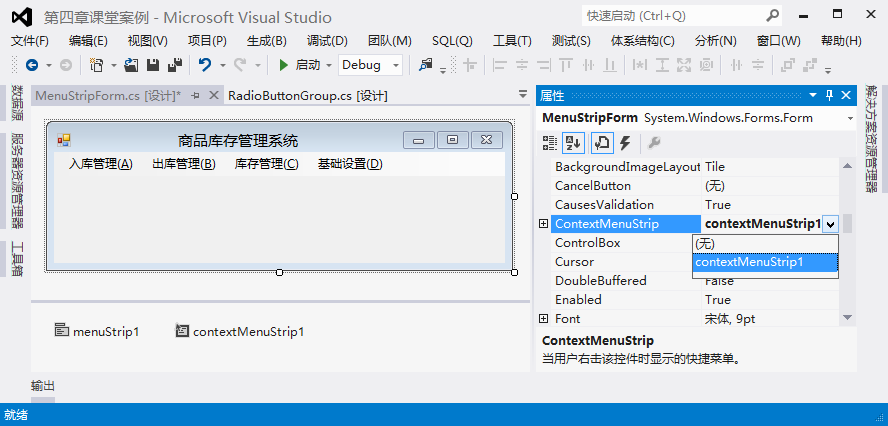 第四章课堂案例 - Microsoft Visual Studio
快速启动 (Ctrl+Q)
文件(F) 编辑(E) 视图(V) 项目(P) 生成(B) 调试(D) 团队(M) SQL(Q) 工具(T) 测试(S) 体系结构(C) 分析(N) 窗口(W) 帮助(H)
启动 Debug
数据源
服务器资源管理器
工具箱
MenuStripForm.cs [设计]* RadioButtonGroup.cs [设计]
商品库存管理系统
入库管理(A) 出库管理(B) 库存管理(C) 基础设置(D)
menuStrip1 contextMenuStrip1
属性
MenuStripForm System.Windows.Forms.Form
BackgroundImageLayout Tile
CancelButton (无)
CausesValidation True
ContextMenuStrip contextMenuStrip1
ControlBox (无)
Cursor contextMenuStrip1
DoubleBuffered False
Enabled True
Font 宋体, 9pt
ContextMenuStrip
当用户右击该控件时显示的快捷菜单。
解决方案资源管理器
输出
就绪